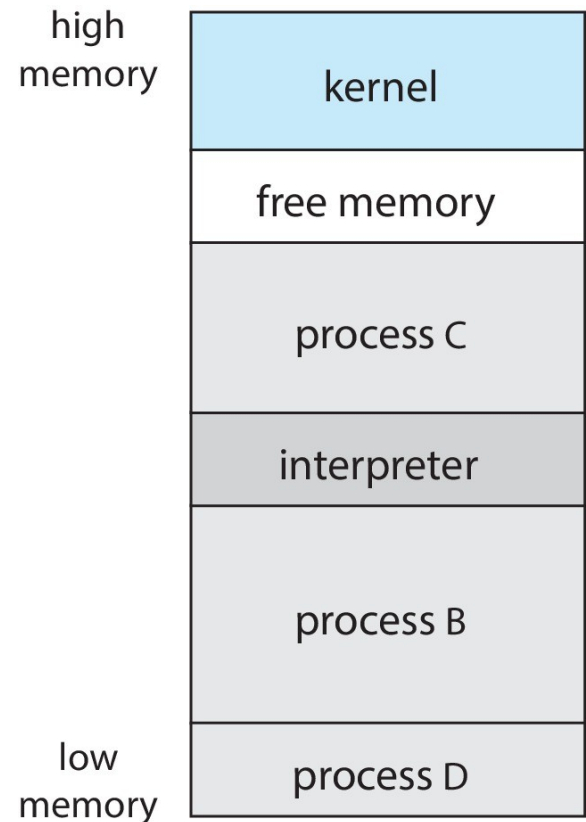 high
memory
kernel
free memory
process C
interpreter
process B
low
memory
process D